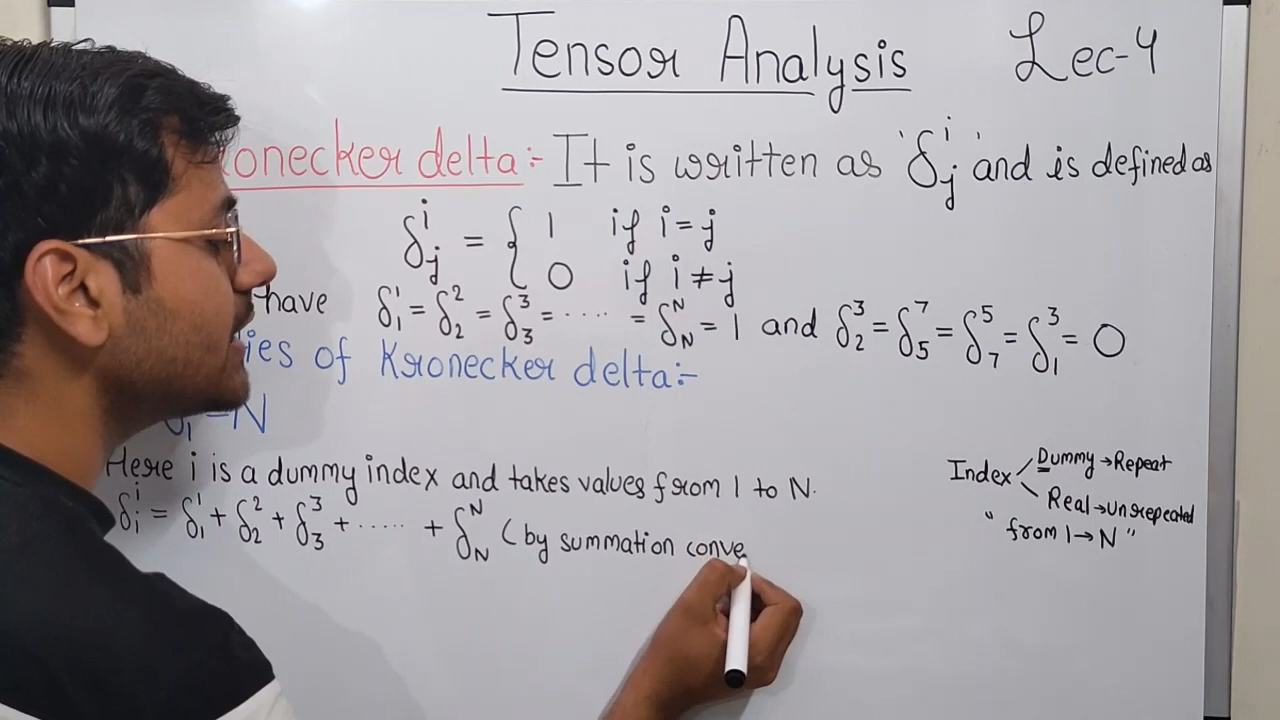 Tensor Analysis Lec-4
ronecker delta:- It is written as 'δ^i_j' and is defined as
δ^i_j = { 1 if i = j
0 if i ≠ j
have δ^1_1 = δ^2_2 = δ^3_3 = ..... = δ^N_N = 1 and δ^3_2 = δ^7_5 = δ^5_7 = δ^3_1 = 0
ies of Kronecker delta:-
= N
Here i is a dummy index and takes values from 1 to N.
δ^i_i = δ^1_1 + δ^2_2 + δ^3_3 + ..... + δ^N_N (by summation conve
Index Dummy → Repeat
Real → unrepeated
"from 1 → N"